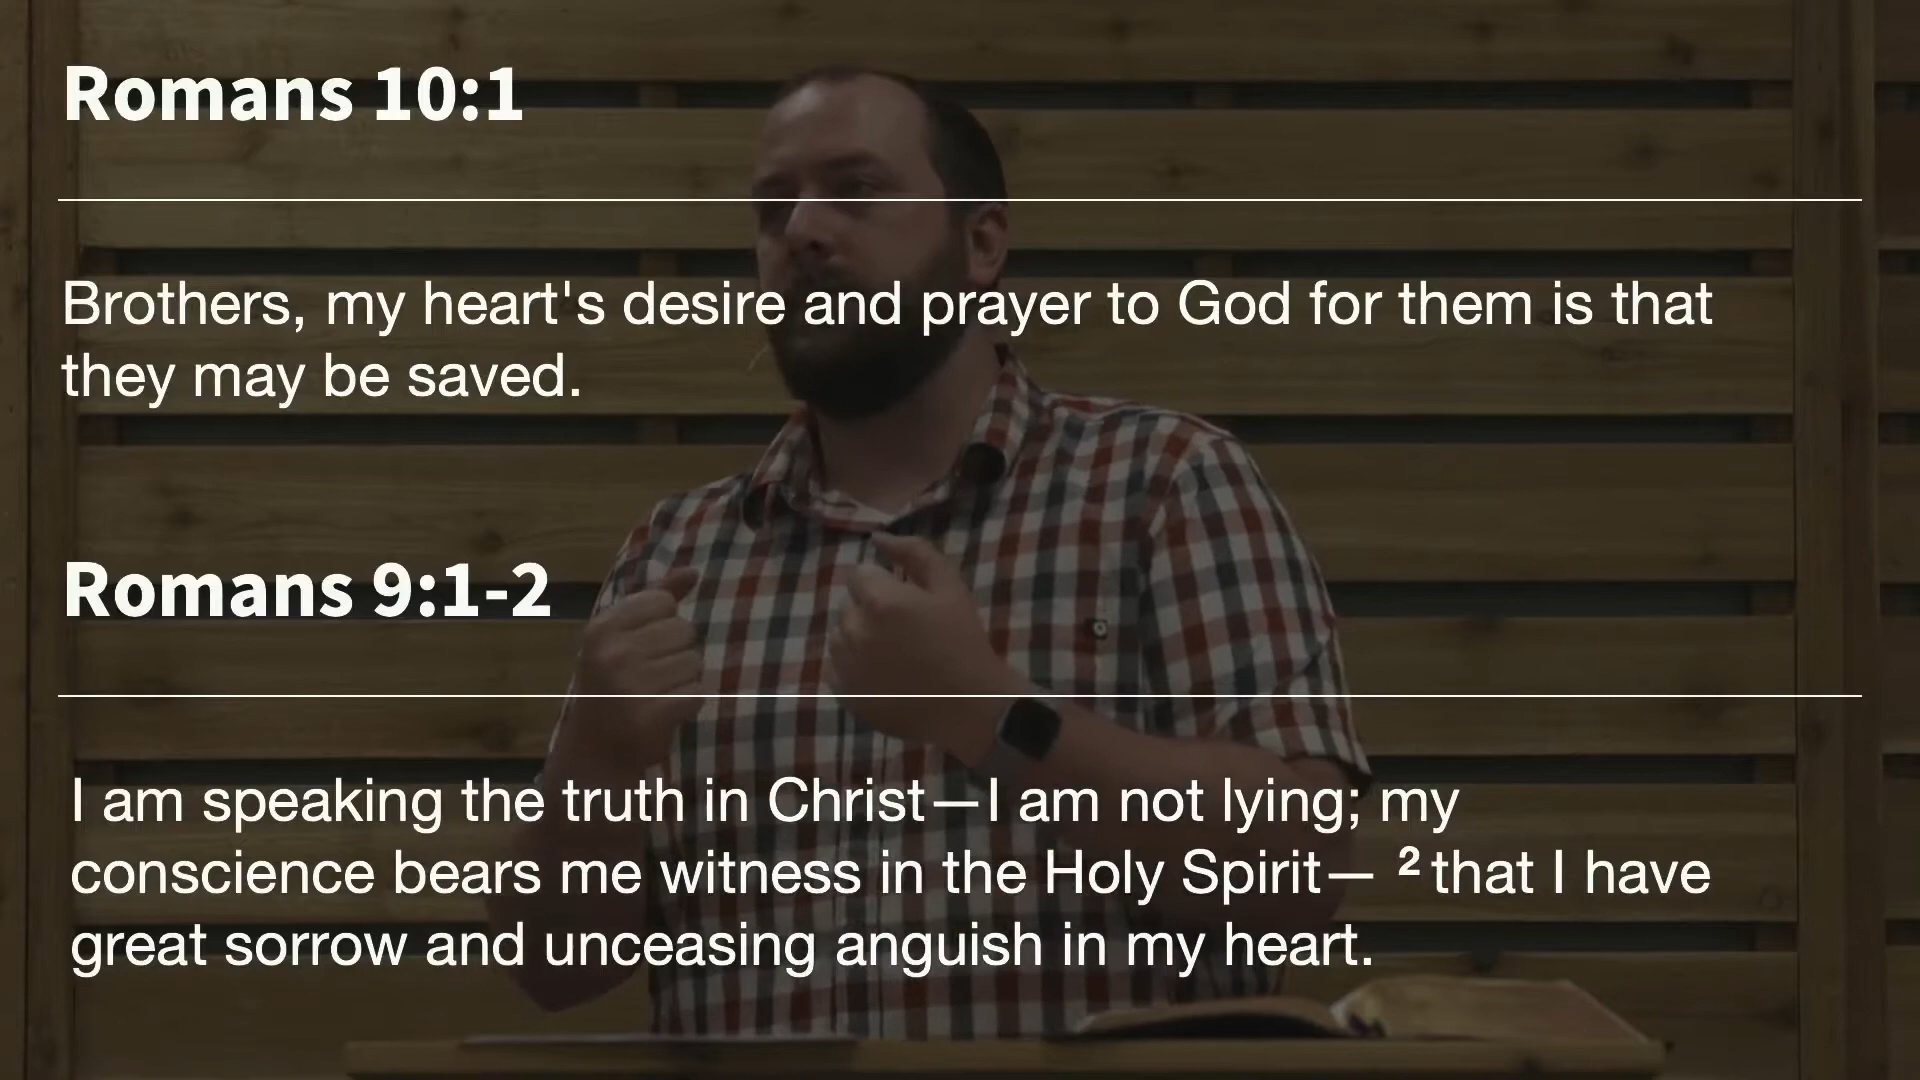 Romans 10:1
Brothers, my heart's desire and prayer to God for them is that
they may be saved.
Romans 9:1-2
I am speaking the truth in Christ—I am not lying; my
conscience bears me witness in the Holy Spirit— ² that I have
great sorrow and unceasing anguish in my heart.